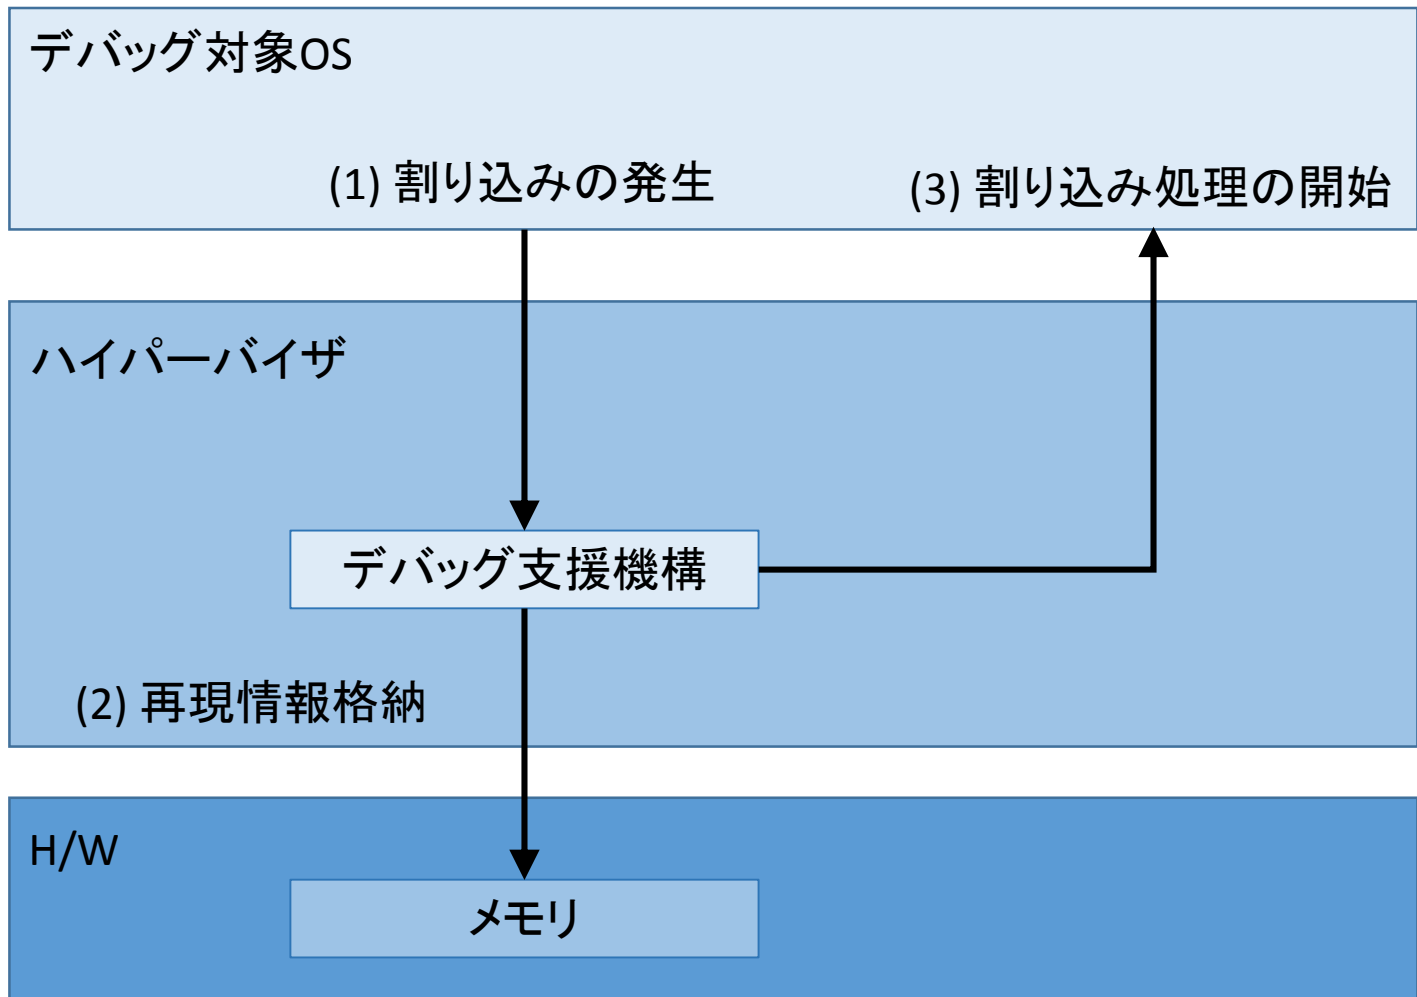 デバッグ対象OS
(1) 割り込みの発生
(3) 割り込み処理の開始
ハイパーバイザ
デバッグ支援機構
(2) 再現情報格納
H/W
メモリ